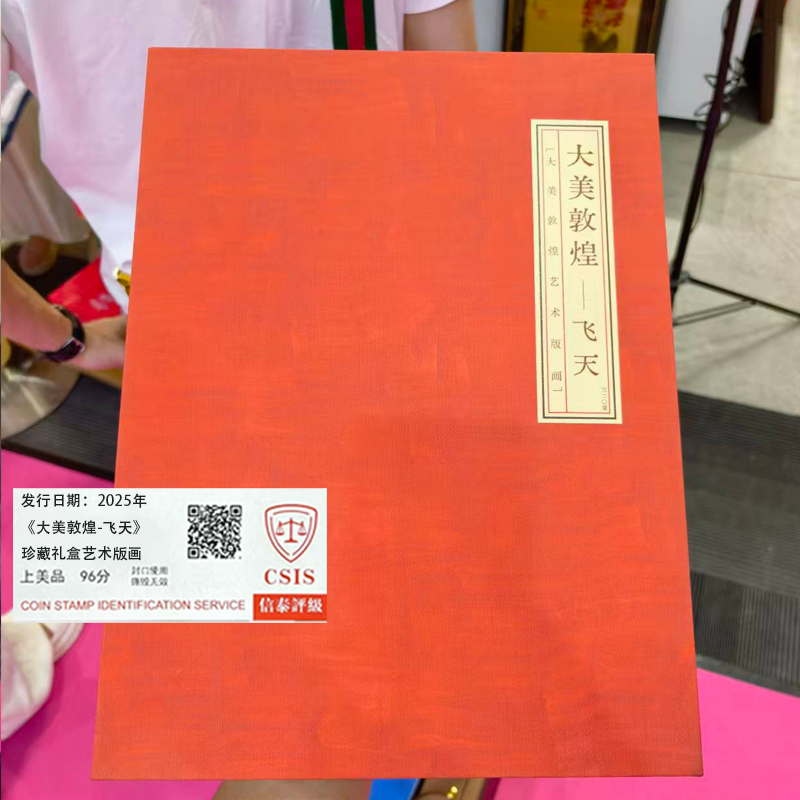 大美敦煌—飞天
「大美敦煌艺术版画」
发行日期：2025年
《大美敦煌-飞天》
珍藏礼盒艺术版画
上美品 96分
封口使用
撕毁无效
COIN STAMP IDENTIFICATION SERVICE
CSIS
信泰評級